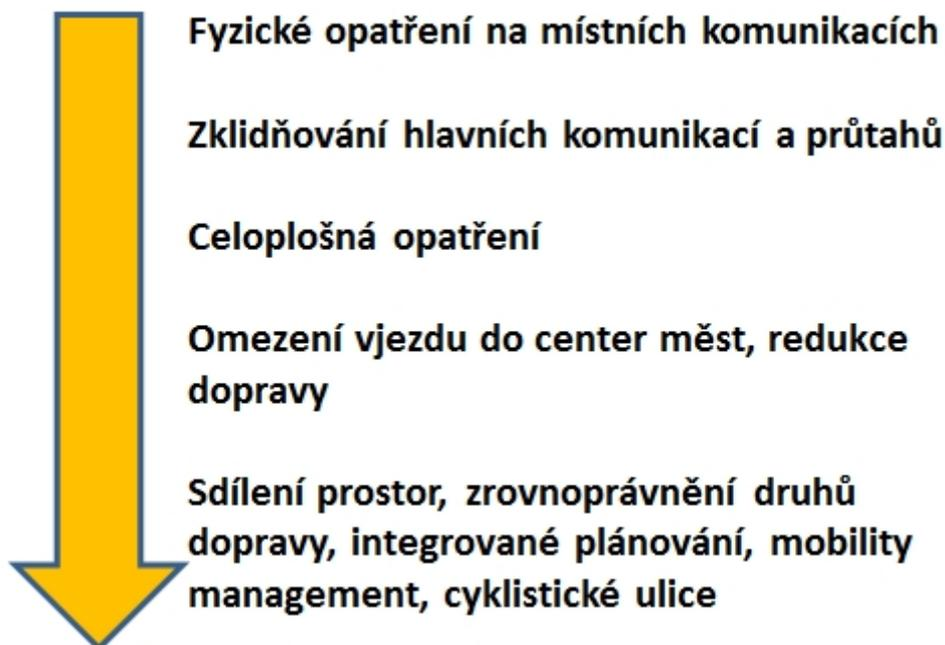 Fyzické opatření na místních komunikacích
Zklidňování hlavních komunikací a průtahů
Celoplošná opatření
Omezení vjezdu do center měst, redukce
dopravy
Sdílení prostor, zrovnoprávnění druhů
dopravy, integrované plánování, mobility
management, cyklistické ulice